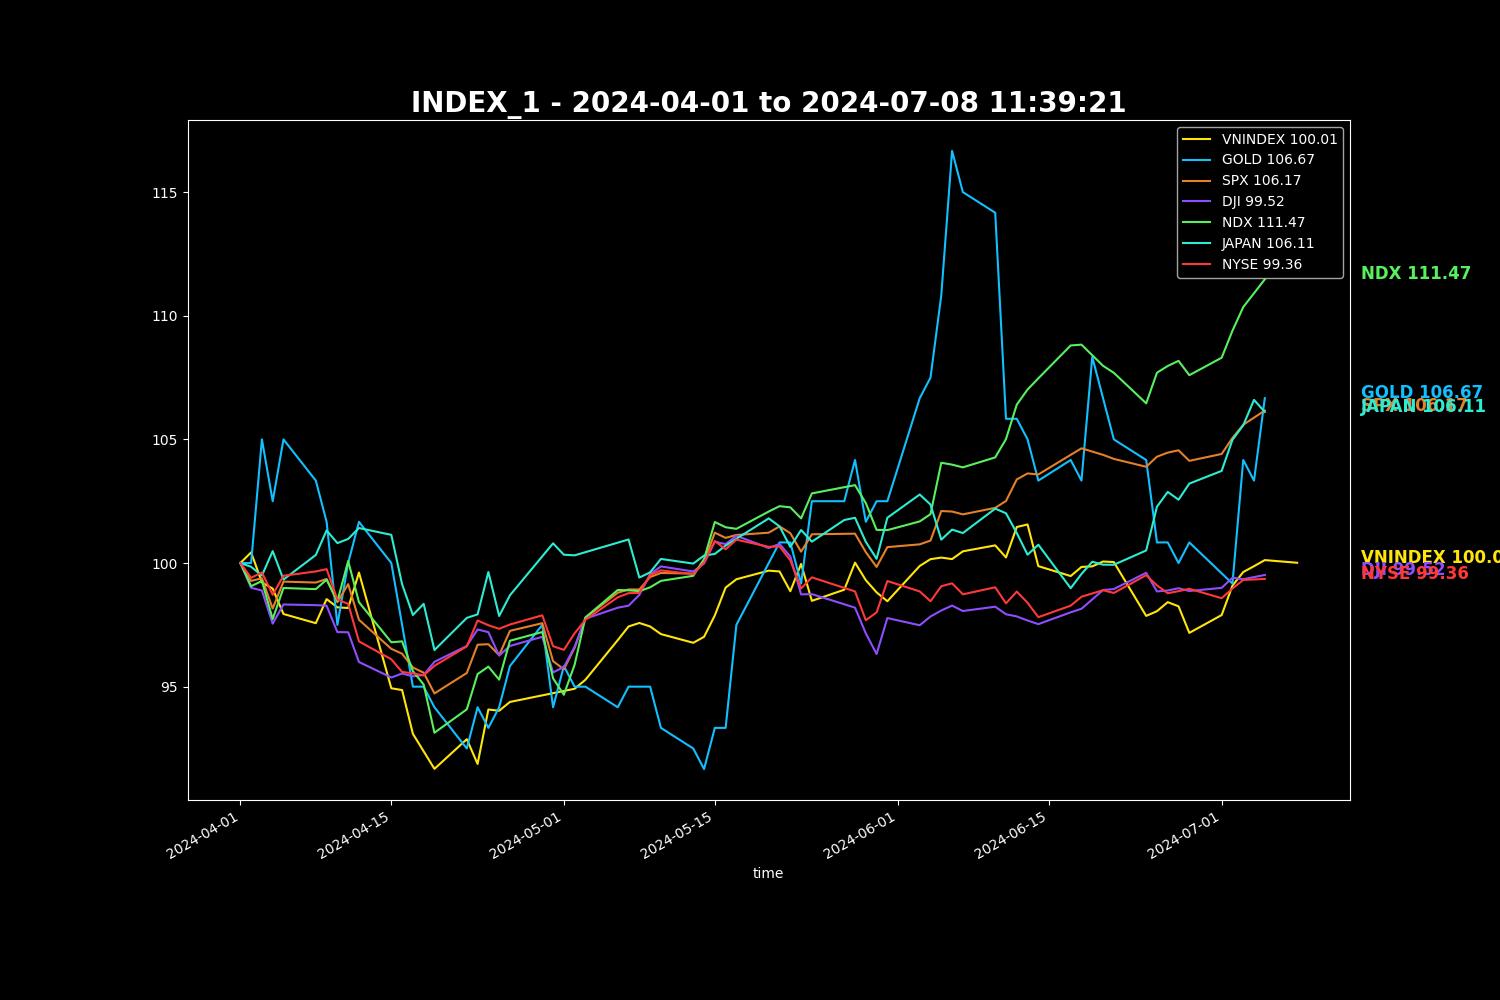 INDEX_1 - 2024-04-01 to 2024-07-08 11:39:21
VNINDEX 100.01
GOLD 106.67
SPX 106.17
DJI 99.52
NDX 111.47
JAPAN 106.11
NYSE 99.36
115
110
105
100
95
NDX 111.47
GOLD 106.67
JAPAN 106.11
VNINDEX 100.0
NYSE 99.36
2024-04-01
2024-04-15
2024-05-01
2024-05-15
2024-06-01
2024-06-15
2024-07-01
time